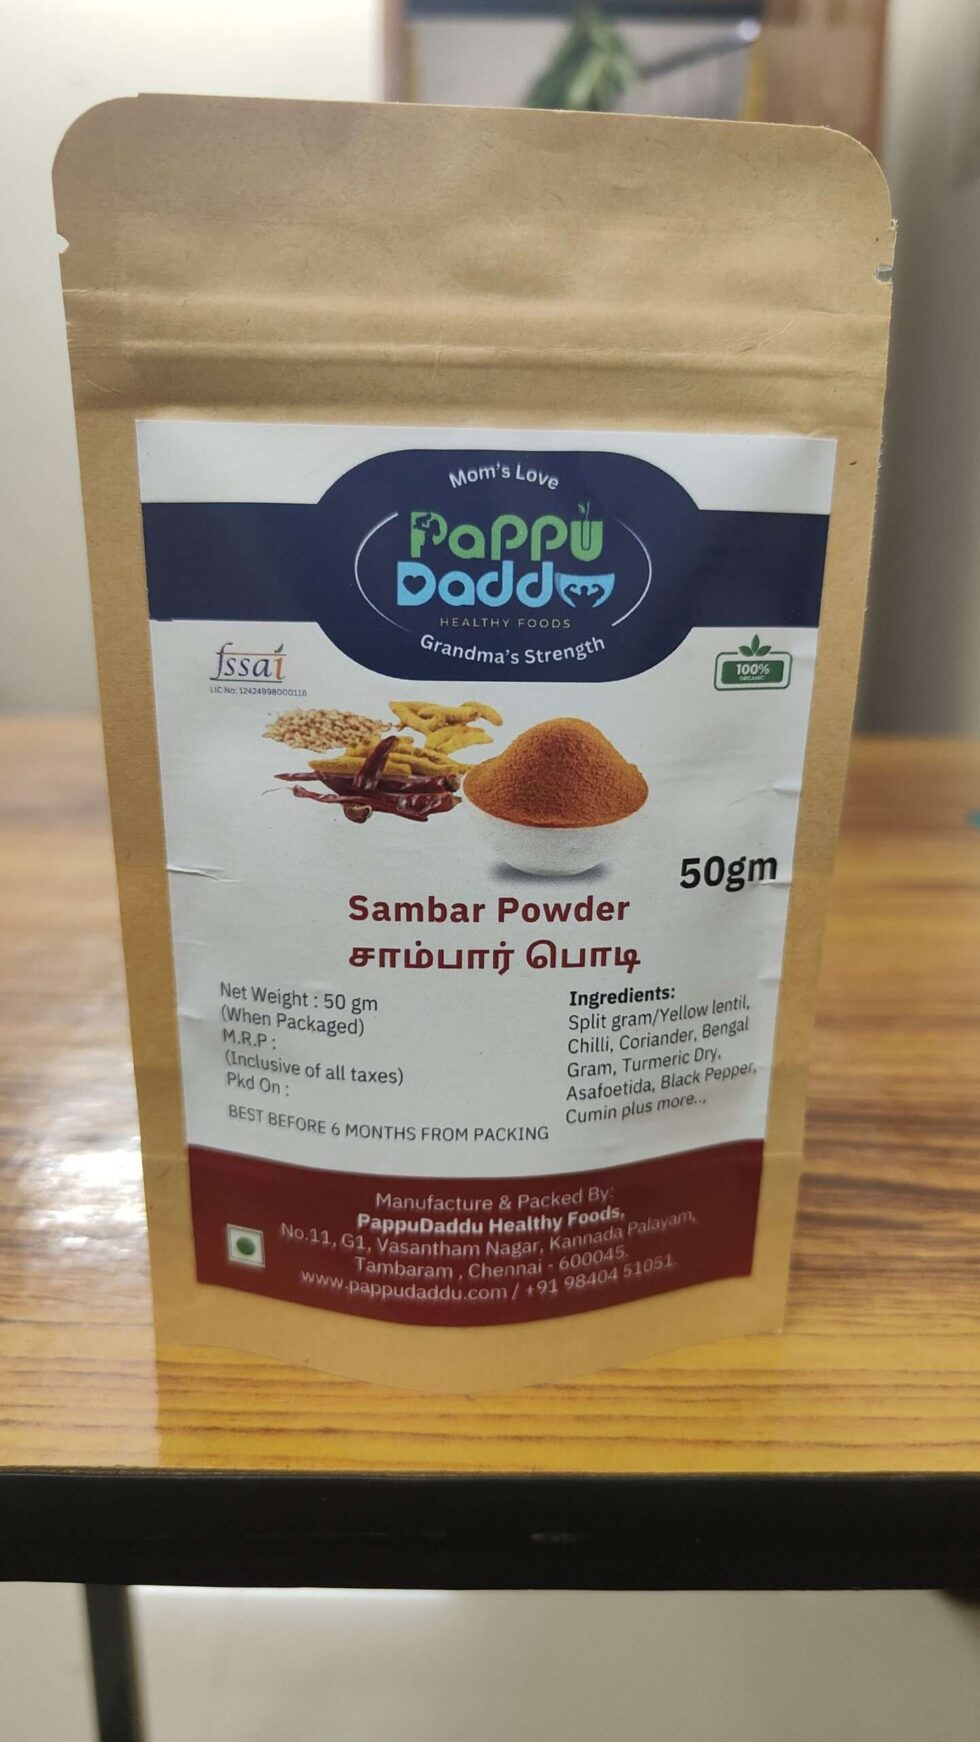 Mom's Love
PaPPU
Daddu
HEALTHY FOODS
Grandma's Strength
fssai
LIC No: 12424998000116
100%
ORGANIC
50gm
Sambar Powder
சாம்பார் பொடி
Net Weight : 50 gm
(When Packaged)
M.R.P :
(Inclusive of all taxes)
Pkd On :
BEST BEFORE 6 MONTHS FROM PACKING
Ingredients:
Split gram/Yellow lentil,
Chilli, Coriander, Bengal
Gram, Turmeric Dry,
Asafoetida, Black Pepper,
Cumin plus more..,
Manufacture & Packed By:
PappuDaddu Healthy Foods,
No.11, G1, Vasantham Nagar, Kannada Palayam,
Tambaram , Chennai - 600045.
www.pappudaddu.com / +91 98404 51051.